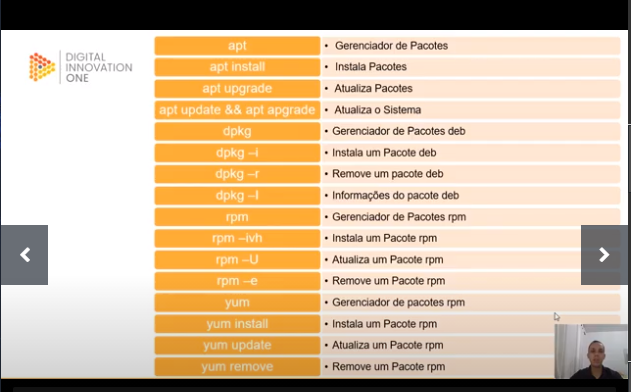 DIGITAL
INNOVATION
ONE
apt • Gerenciador de Pacotes
apt install • Instala Pacotes
apt upgrade • Atualiza Pacotes
apt update && apt apgrade • Atualiza o Sistema
dpkg • Gerenciador de Pacotes deb
dpkg –i • Instala um Pacote deb
dpkg –r • Remove um pacote deb
dpkg –I • Informações do pacote deb
rpm • Gerenciador de Pacotes rpm
rpm –ivh • Instala um Pacote rpm
rpm –U • Atualiza um Pacote rpm
rpm –e • Remove um Pacote rpm
yum • Gerenciador de pacotes rpm
yum install • Instala um Pacote rpm
yum update • Atualiza um Pacote rpm
yum remove • Remove um Pacote rpm